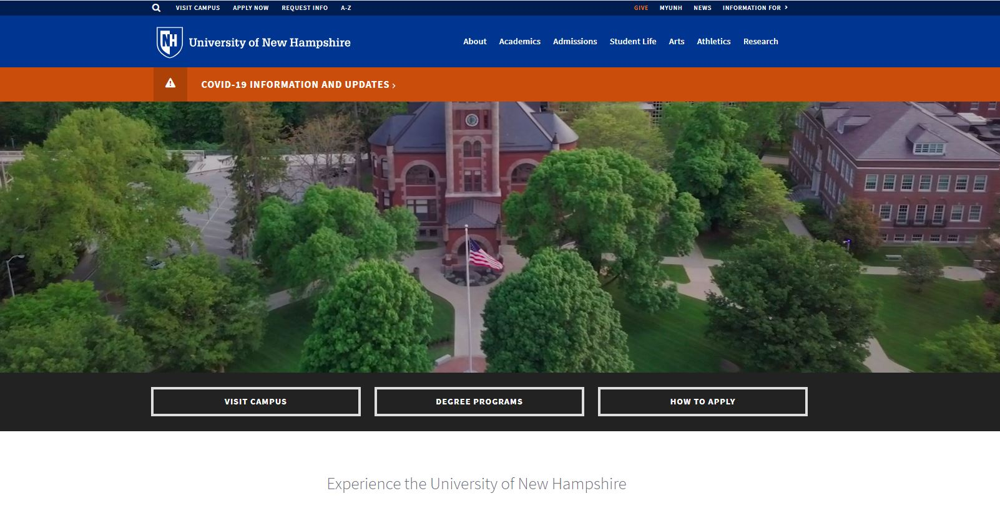 VISIT CAMPUS APPLY NOW REQUEST INFO A-Z GIVE MYUNH NEWS INFORMATION FOR >
NH University of New Hampshire About Academics Admissions Student Life Arts Athletics Research
COVID-19 INFORMATION AND UPDATES >
VISIT CAMPUS DEGREE PROGRAMS HOW TO APPLY
Experience the University of New Hampshire